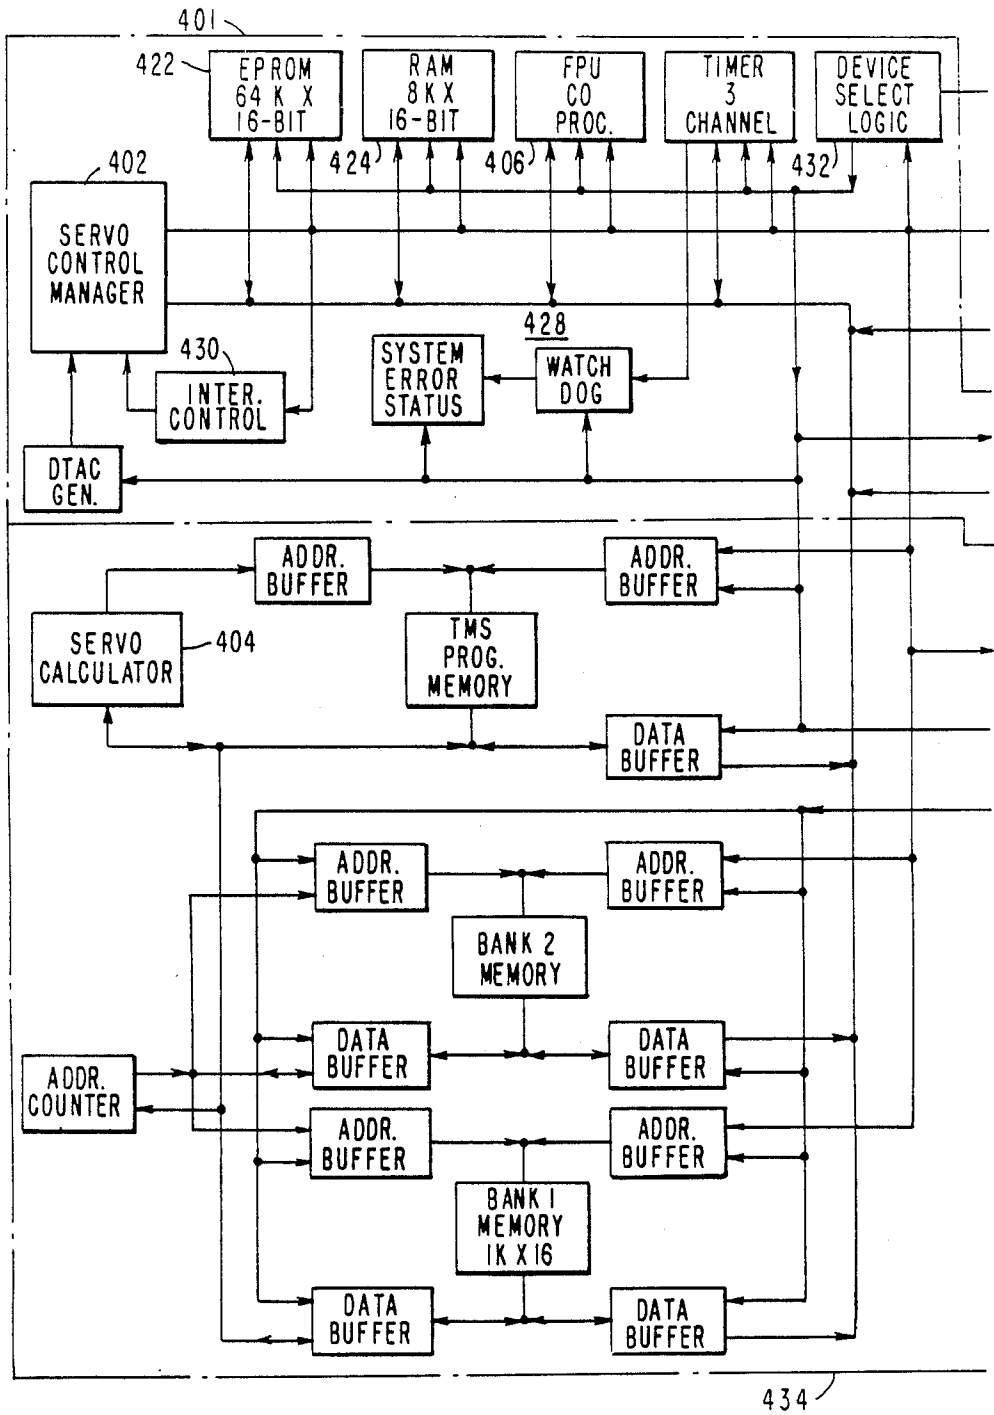 401
422
EPROM
64K X
16-BIT
RAM
8K X
16-BIT
424
FPU
CO
PROC.
406
TIMER
3
CHANNEL
DEVICE
SELECT
LOGIC
432
402
SERVO
CONTROL
MANAGER
430
INTER.
CONTROL
428
SYSTEM
ERROR
STATUS
WATCH
DOG
DTAC
GEN.
ADDR.
BUFFER
ADDR.
BUFFER
SERVO
CALCULATOR
404
TMS
PROG.
MEMORY
DATA
BUFFER
ADDR.
BUFFER
ADDR.
BUFFER
BANK 2
MEMORY
DATA
BUFFER
DATA
BUFFER
ADDR.
COUNTER
ADDR.
BUFFER
ADDR.
BUFFER
BANK 1
MEMORY
1K X 16
DATA
BUFFER
DATA
BUFFER
434